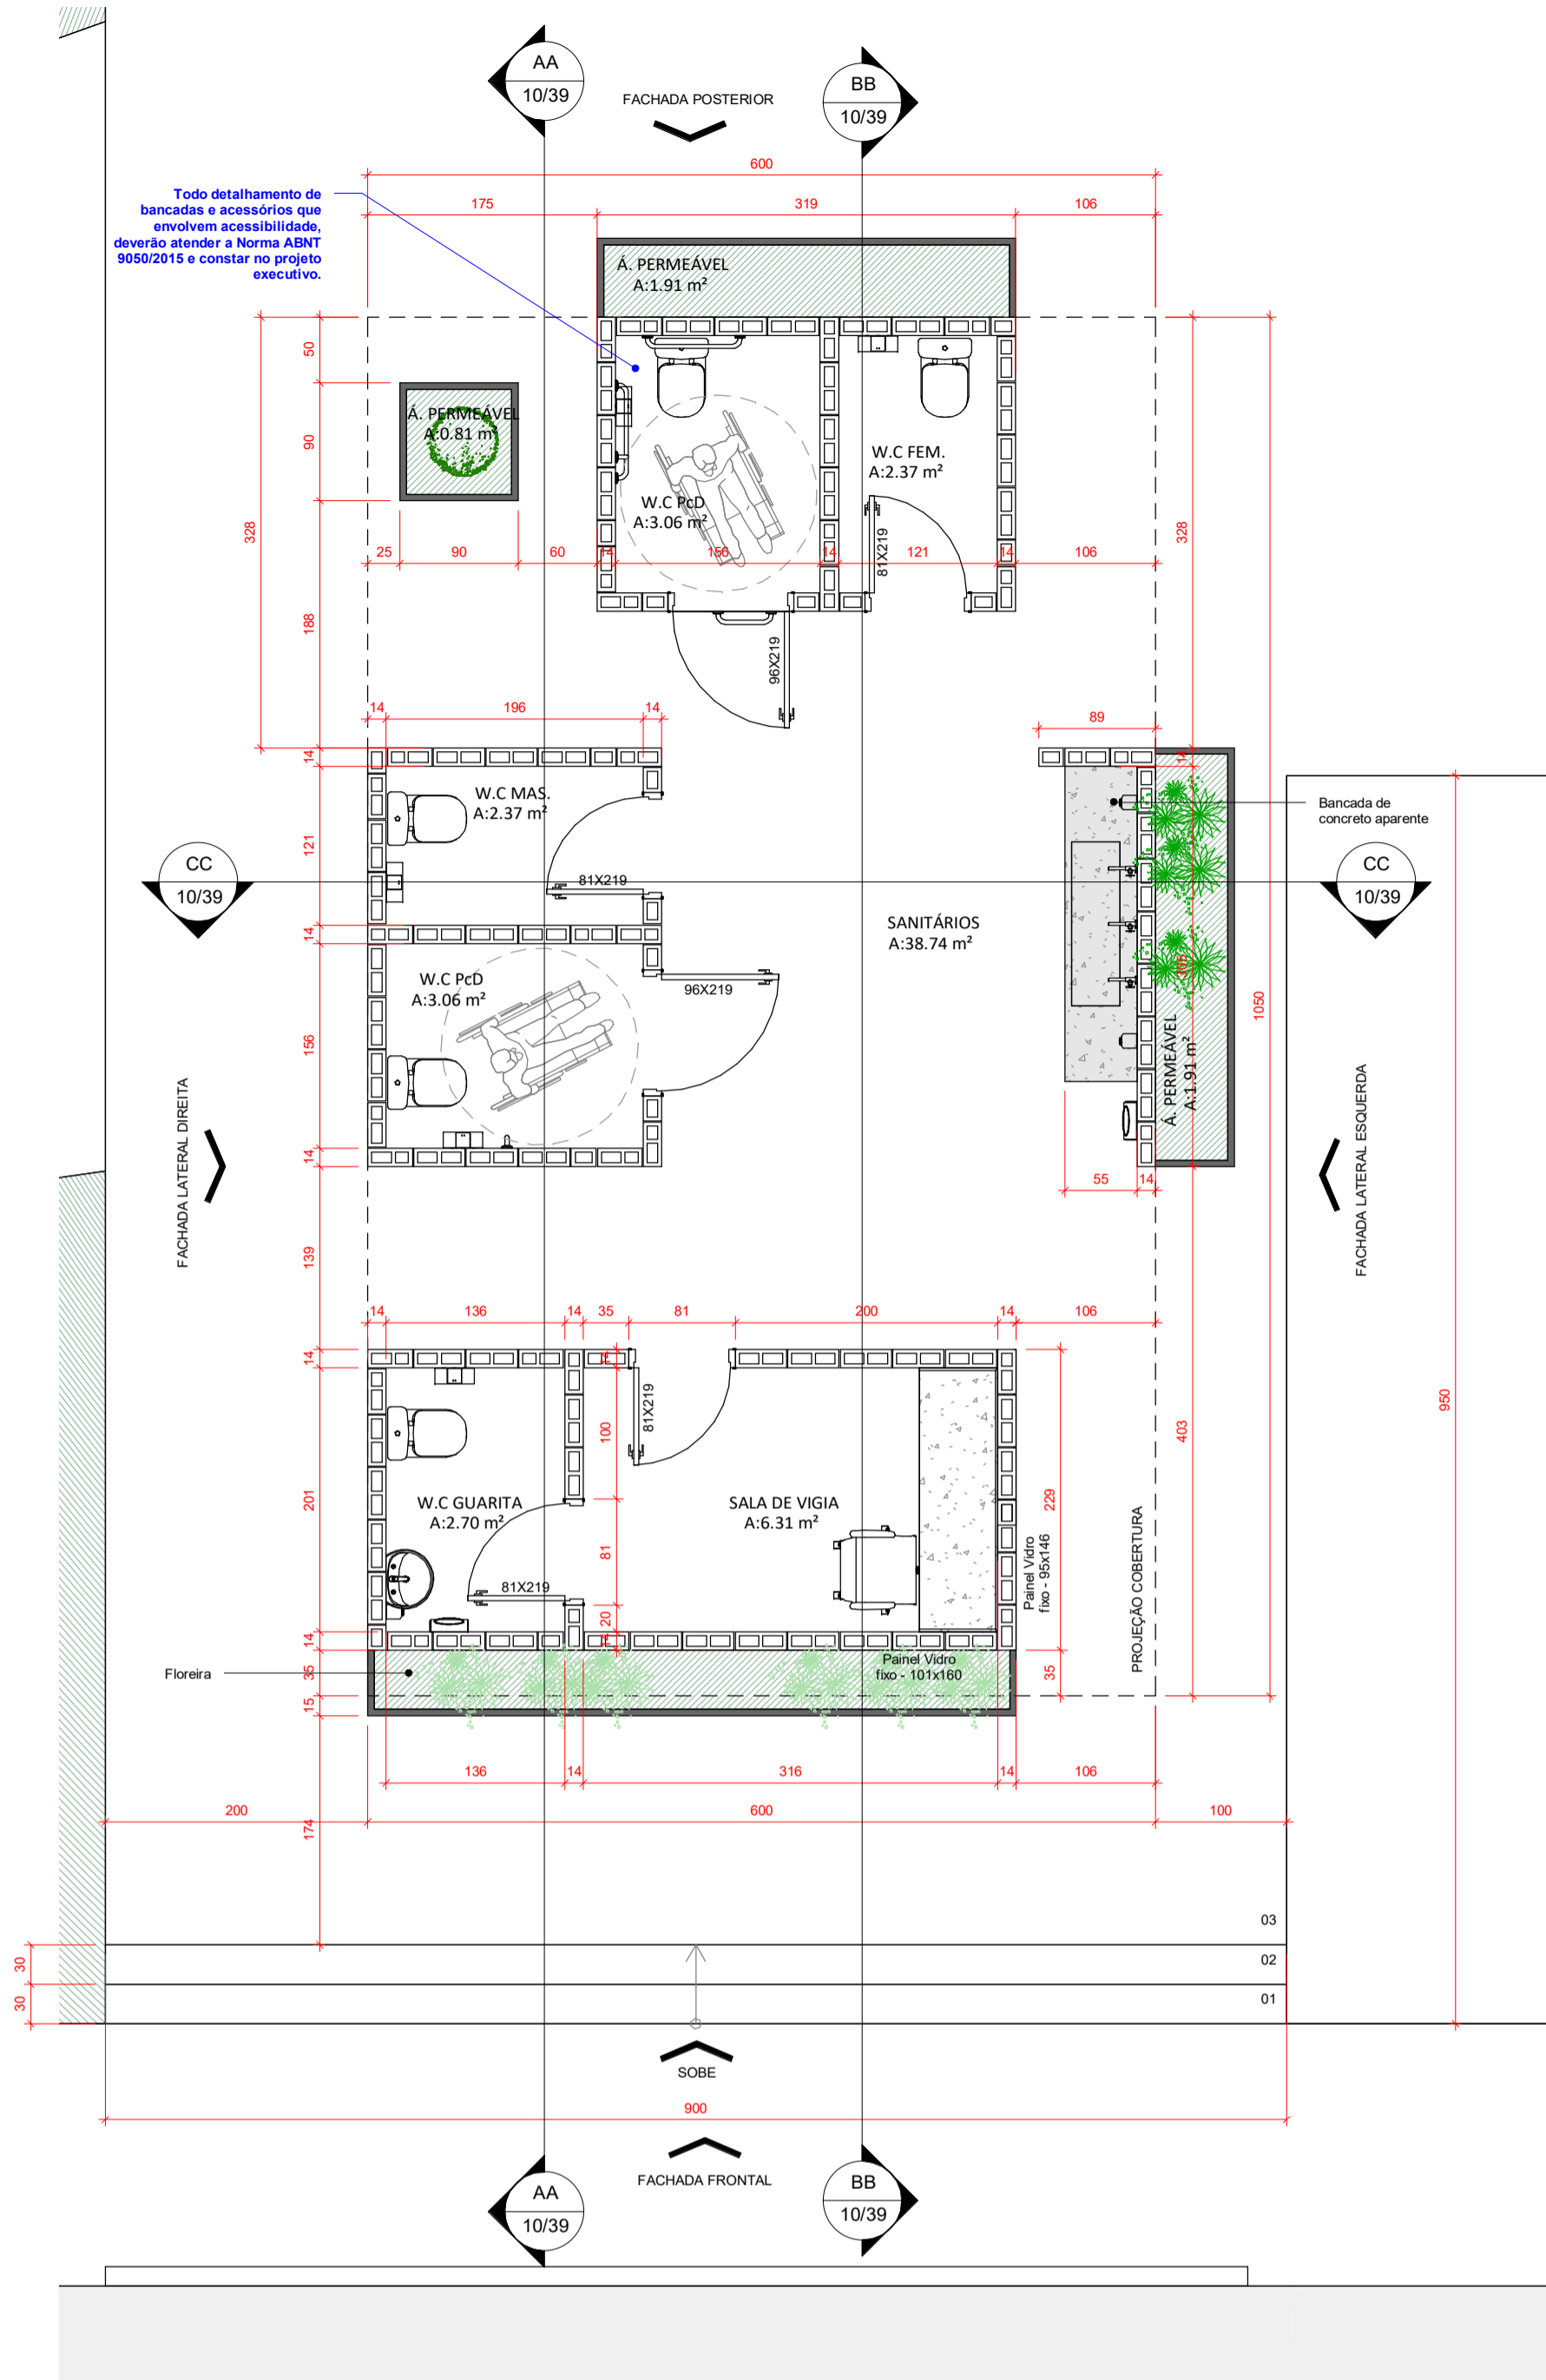 AA
10/39
FACHADA POSTERIOR
BB
10/39
600
Todo detalhamento de
bancadas e acessórios que
envolvem acessibilidade,
deverão atender a Norma ABNT
9050/2015 e constar no projeto
executivo.
175
319
106
Á. PERMEÁVEL
A:1.91 m²
50
Á. PERMEÁVEL
A:0.81 m²
90
W.C FEM.
A:2.37 m²
W.C PcD
A:3.06 m²
328
328
25
90
60
14
156
14
121
14
106
81X219
188
96X219
14
196
14
89
14
14
W.C MAS.
A:2.37 m²
Bancada de
concreto aparente
121
CC
10/39
81X219
CC
10/39
SANITÁRIOS
A:38.74 m²
14
W.C PcD
A:3.06 m²
96X219
305
1050
156
Á. PERMEÁVEL
A:1.91 m²
FACHADA LATERAL DIREITA
FACHADA LATERAL ESQUERDA
14
55
14
139
14
136
14
35
81
200
14
106
14
14
81X219
950
100
403
201
W.C GUARITA
A:2.70 m²
SALA DE VIGIA
A:6.31 m²
229
Painel Vidro
fixo - 95x146
PROJEÇÃO COBERTURA
81
81X219
20
14
14
Floreira
35
Painel Vidro
fixo - 101x160
35
15
136
14
316
14
106
200
600
100
174
03
30
02
30
01
SOBE
900
FACHADA FRONTAL
AA
10/39
BB
10/39